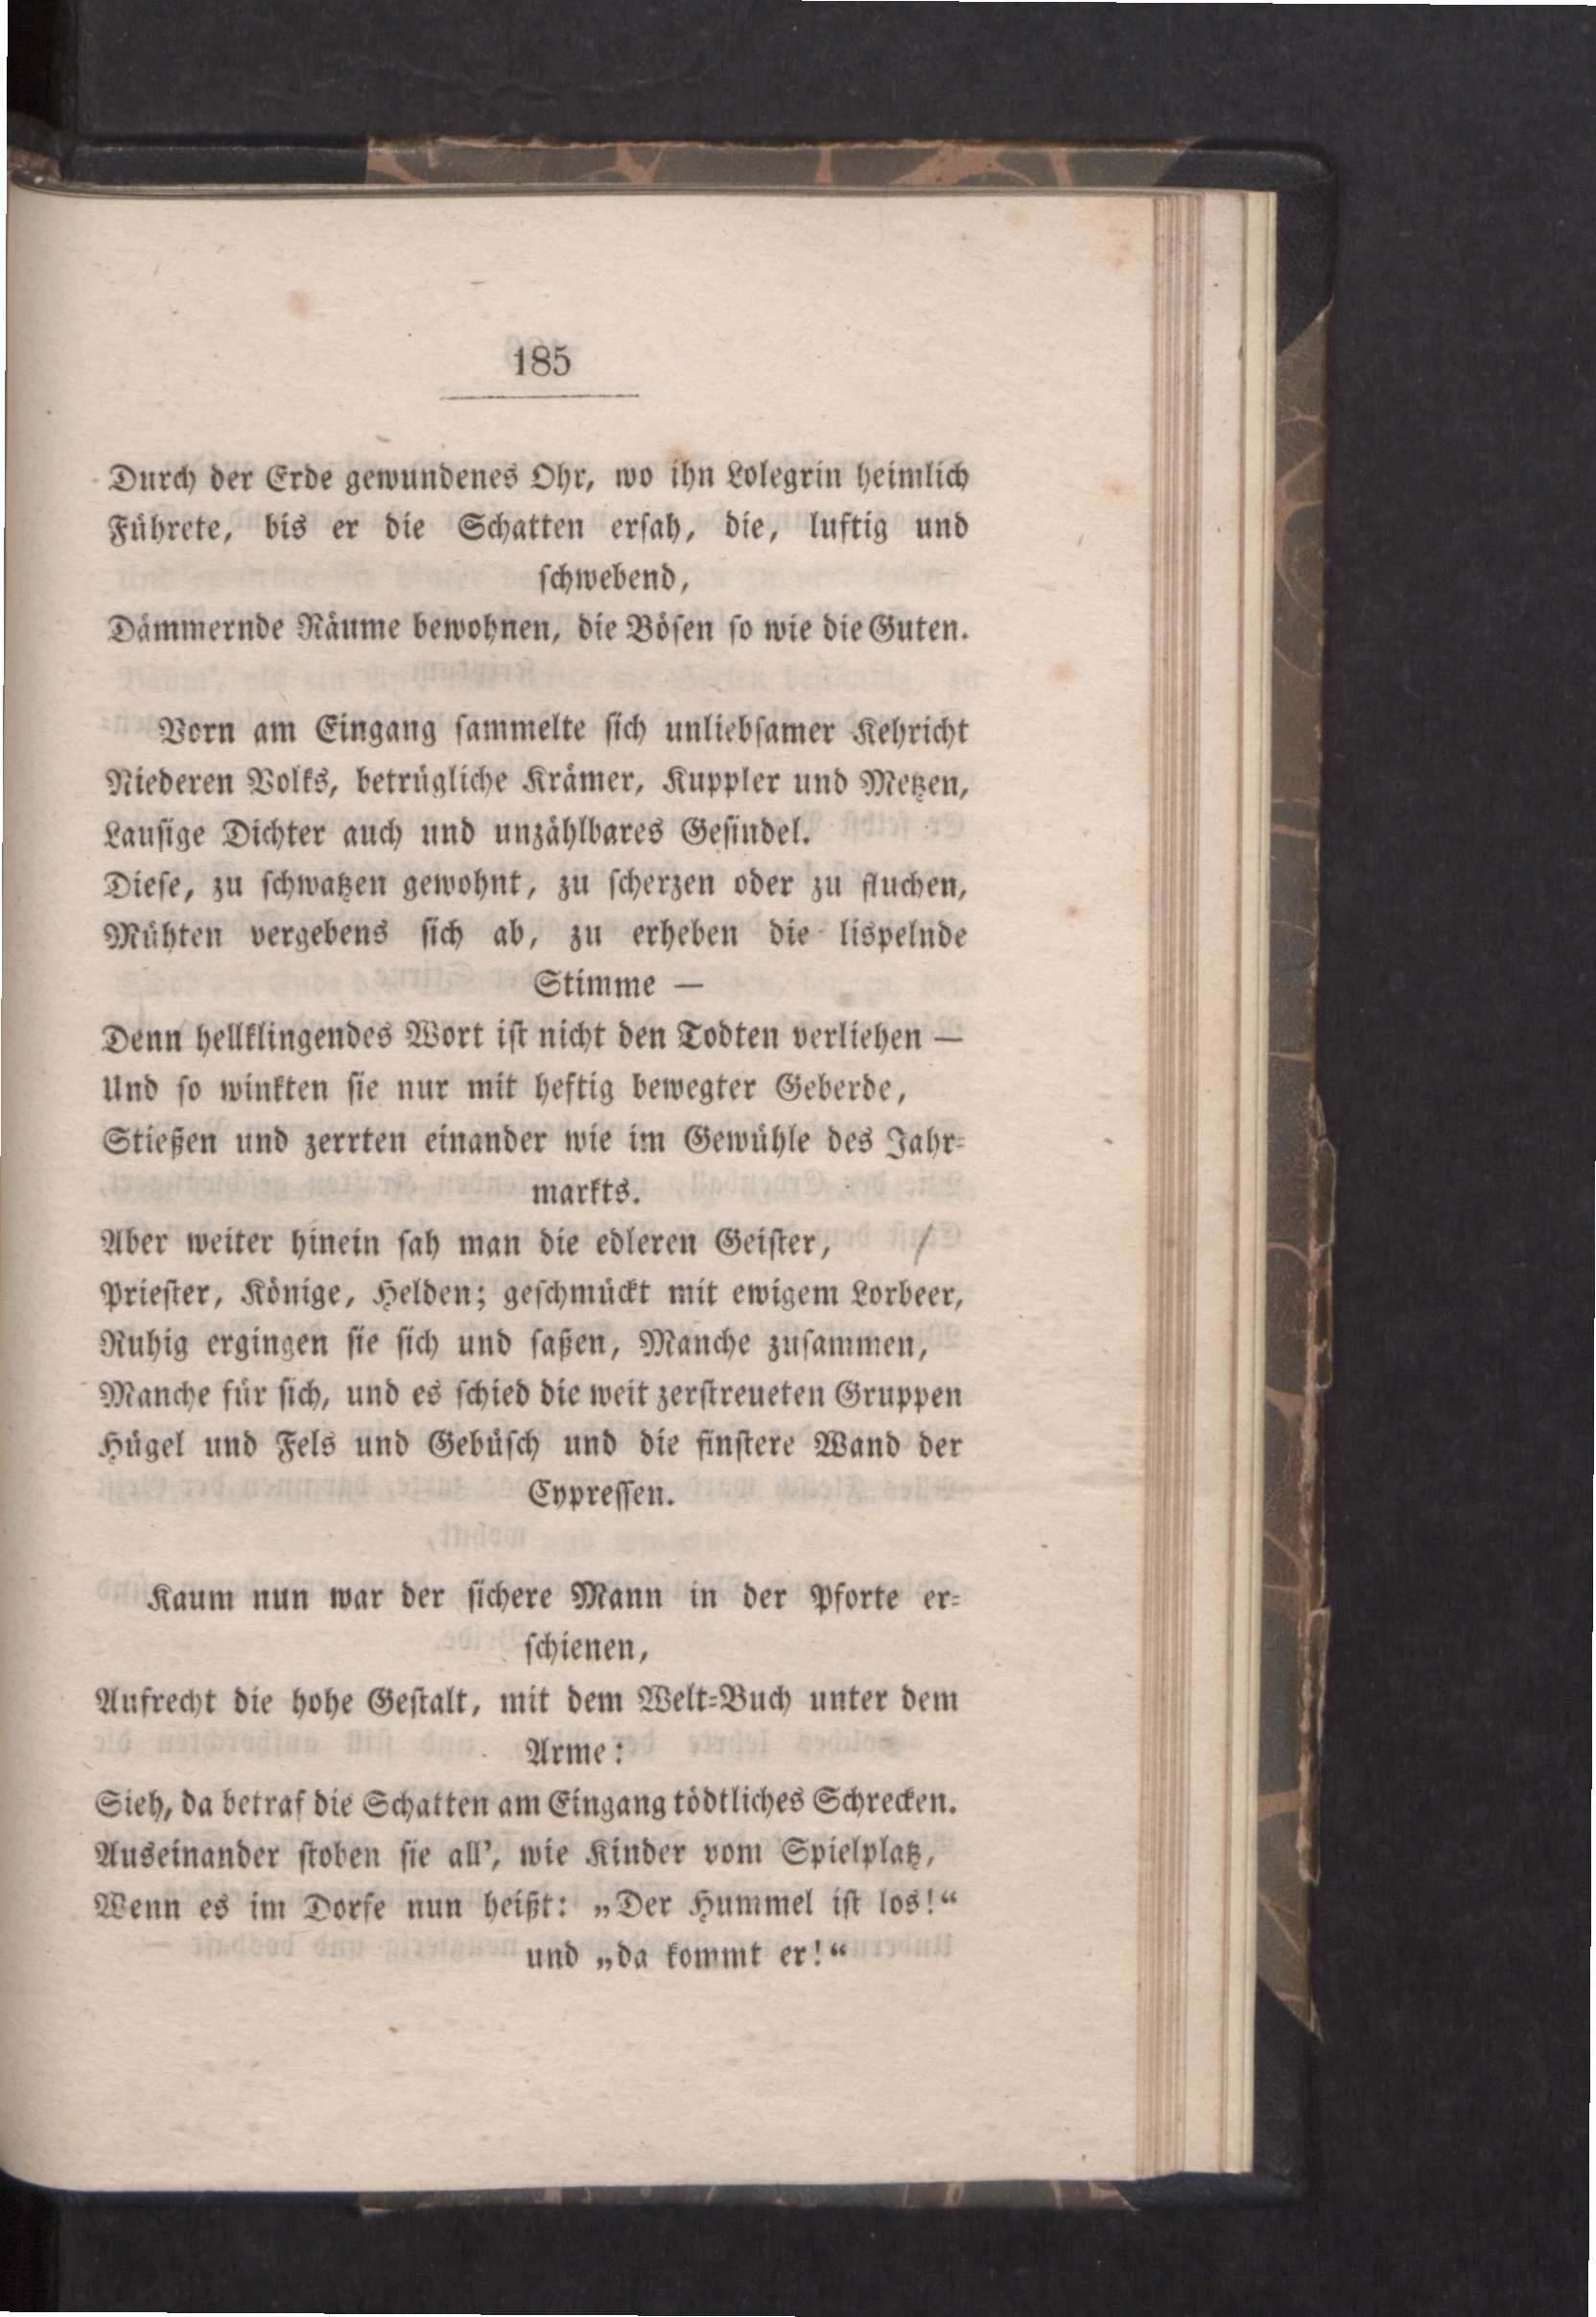 185
Durch der Erde gewundenes Ohr, wo ihn Lolegrin heimlich
Führete, bis er die Schatten erſah, die, luftig und
ſchwebend,
Dämmernde Räume bewohnen, die Böſen ſo wie die Guten.
Vorn am Eingang ſammelte ſich unliebſamer Kehricht
Niederen Volks, betrügliche Krämer, Kuppler und Metzen,
Lauſige Dichter auch und unzählbares Geſindel.
Dieſe, zu ſchwatzen gewohnt, zu ſcherzen oder zu fluchen,
Mühten vergebens ſich ab, zu erheben die lispelnde
Stimme —
Denn hellklingendes Wort iſt nicht den Todten verliehen —
Und ſo winkten ſie nur mit heftig bewegter Geberde,
Stießen und zerrten einander wie im Gewühle des Jahr-
markts.
Aber weiter hinein ſah man die edleren Geiſter,
Prieſter, Könige, Helden; geſchmückt mit ewigem Lorbeer,
Ruhig ergingen ſie ſich und ſaßen, Manche zuſammen,
Manche für ſich, und es ſchied die weit zerſtreueten Gruppen
Hügel und Fels und Gebüſch und die finſtere Wand der
Cypreſſen.
Kaum nun war der ſichere Mann in der Pforte er-
ſchienen,
Aufrecht die hohe Geſtalt, mit dem Welt-Buch unter dem
Arme:
Sieh, da betraf die Schatten am Eingang tödtliches Schrecken.
Auseinander ſtoben ſie all’, wie Kinder vom Spielplatz,
Wenn es im Dorfe nun heißt: „Der Hummel iſt los!“
und „da kommt er!“